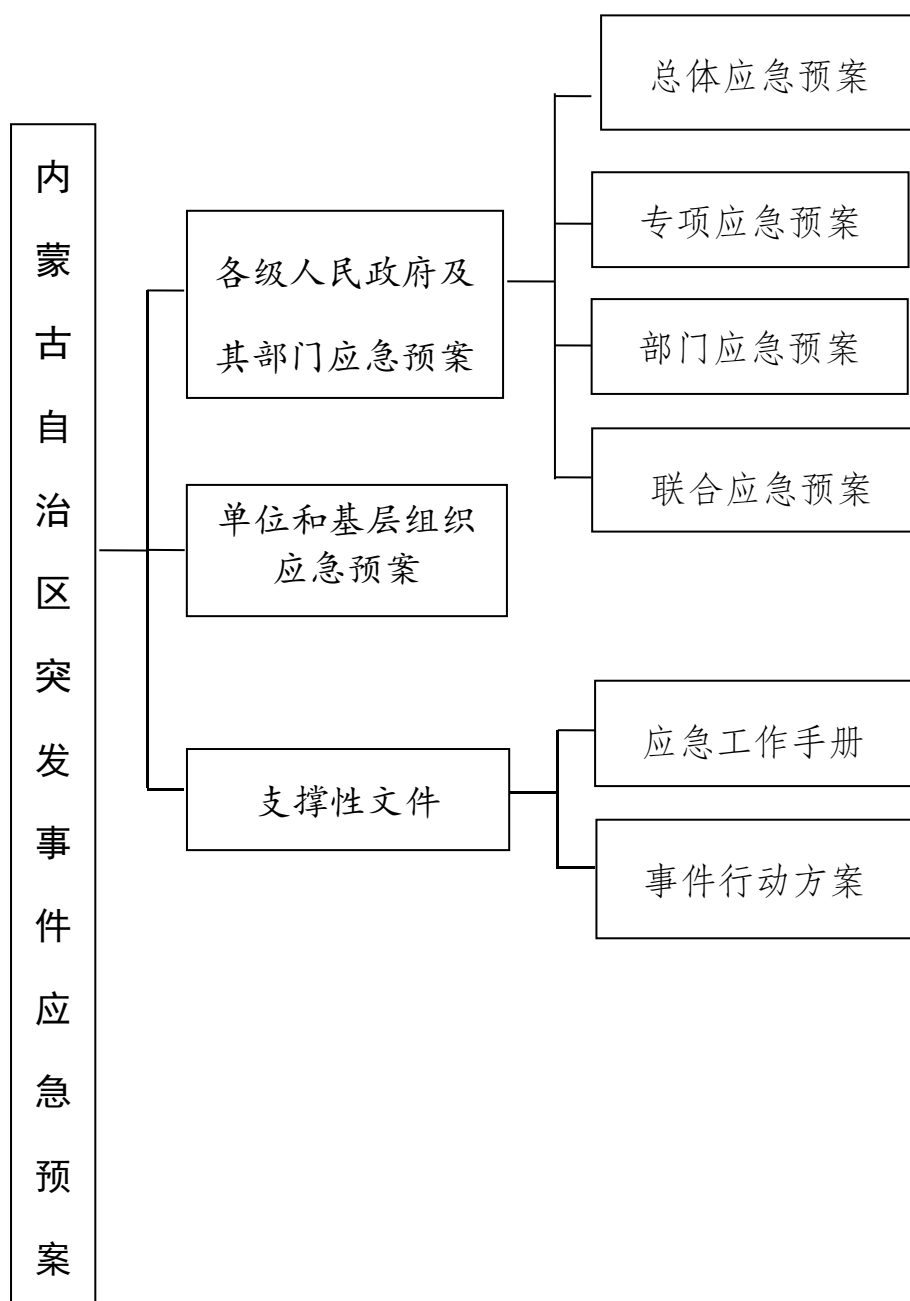 内蒙古自治区突发事件应急预案
各级人民政府及
其部门应急预案
总体应急预案
专项应急预案
部门应急预案
联合应急预案
单位和基层组织
应急预案
支撑性文件
应急工作手册
事件行动方案